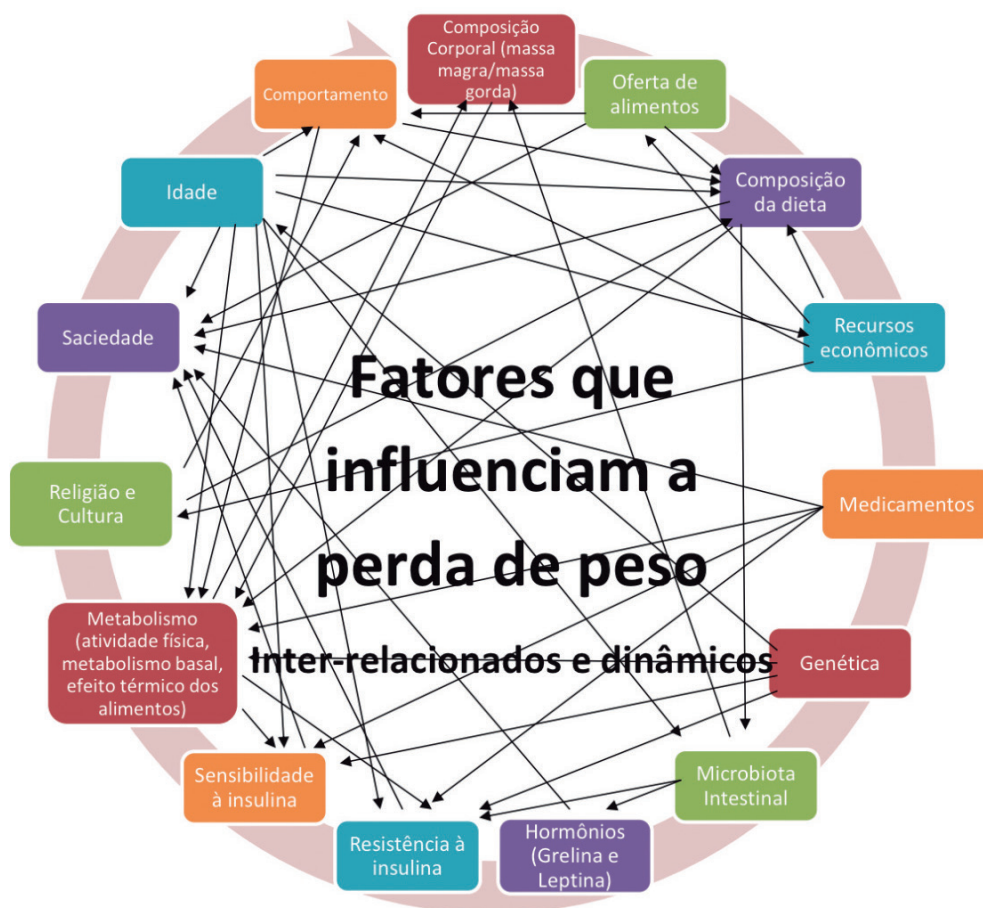 Composição
Corporal (massa
magra/massa
gorda)
Oferta de
alimentos
Composição
da dieta
Recursos
econômicos
Medicamentos
Genética
Microbiota
Intestinal
Hormônios
(Grelina e
Leptina)
Resistência à
insulina
Sensibilidade
à insulina
Metabolismo
(atividade física,
metabolismo basal,
efeito térmico dos
alimentos)
Religião e
Cultura
Saciedade
Idade
Comportamento
Fatores que
influenciam a
perda de peso
Inter-relacionados e dinâmicos